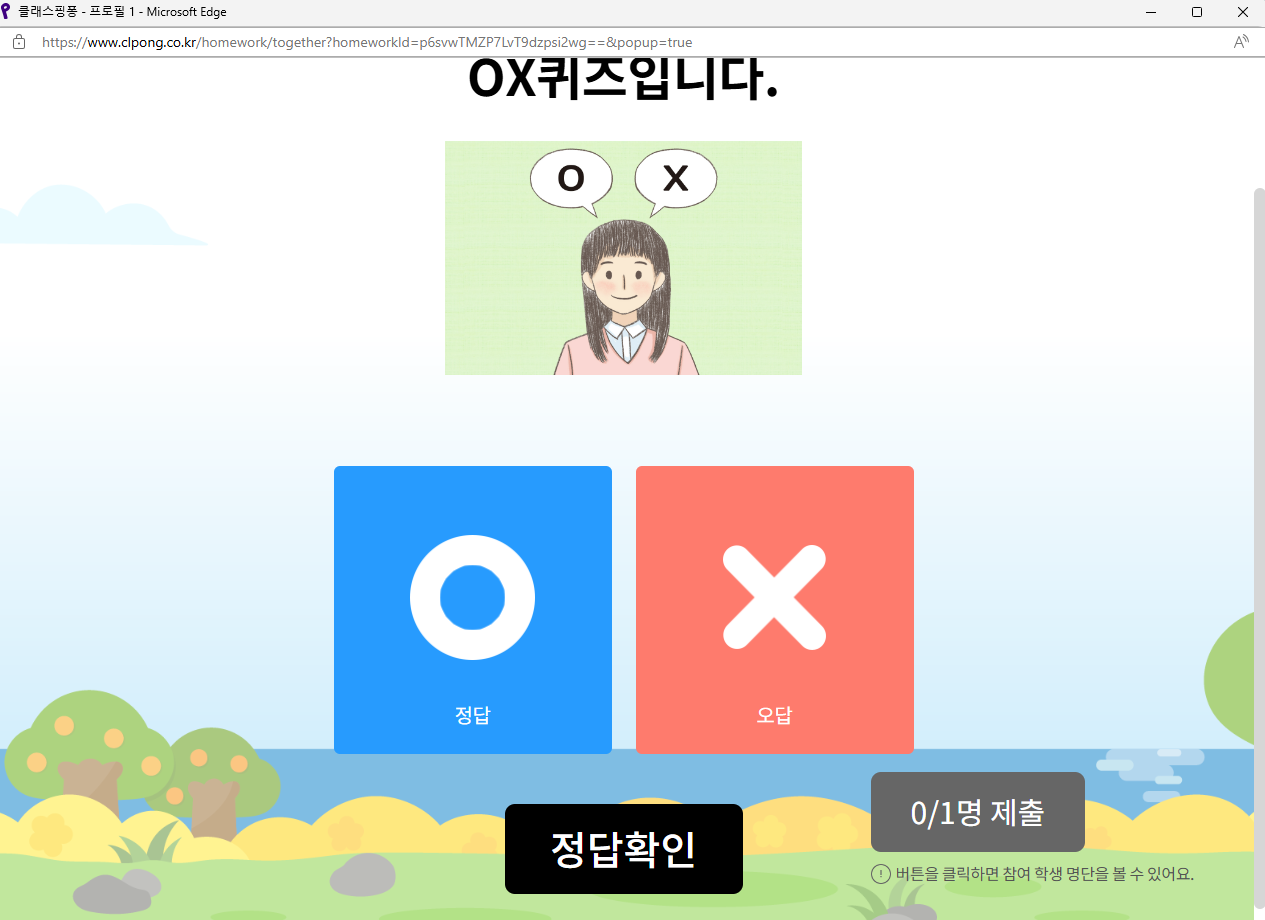 클래스핑퐁 - 프로필 1 - Microsoft Edge
https://www.clpong.co.kr/homework/together?homeworkId=p6svwTMZP7LvT9dzpsi2wg==&popup=true
OX퀴즈입니다.
O X
정답 오답
0/1명 제출
정답확인
버튼을 클릭하면 참여 학생 명단을 볼 수 있어요.